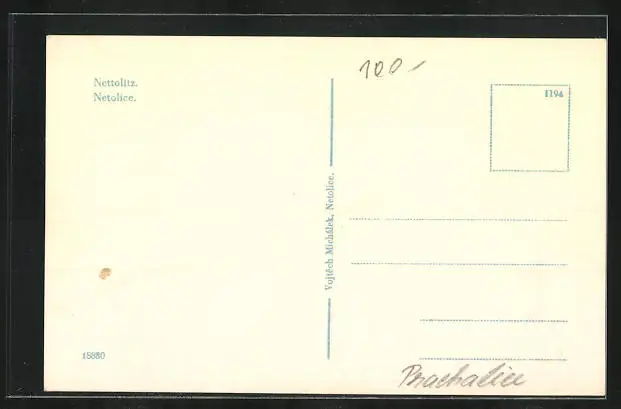 Nettolitz.
Netolice.
15880
Vojtěch Michálek, Netolice.
100,-
1194
Prachatice